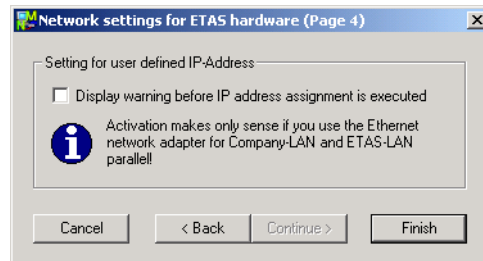 Network settings for ETAS hardware (Page 4)
Setting for user defined IP-Address
Display warning before IP address assignment is executed
Activation makes only sense if you use the Ethernet
network adapter for Company-LAN and ETAS-LAN
parallel!
Cancel
< Back
Continue >
Finish